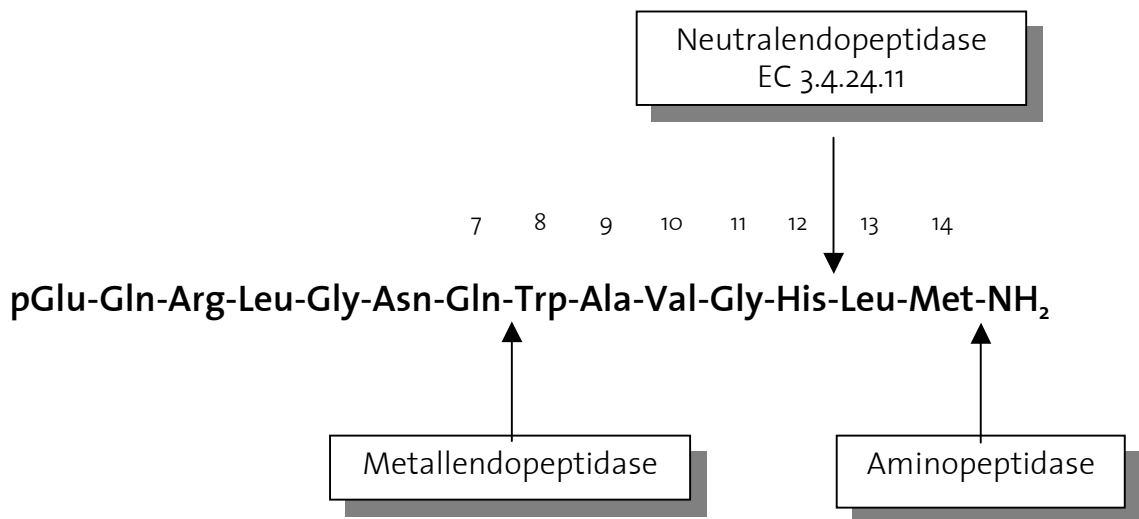 Neutralendopeptidase
EC 3.4.24.11
7 8 9 10 11 12 13 14
pGlu-Gln-Arg-Leu-Gly-Asn-Gln-Trp-Ala-Val-Gly-His-Leu-Met-NH₂
Metallendopeptidase
Aminopeptidase